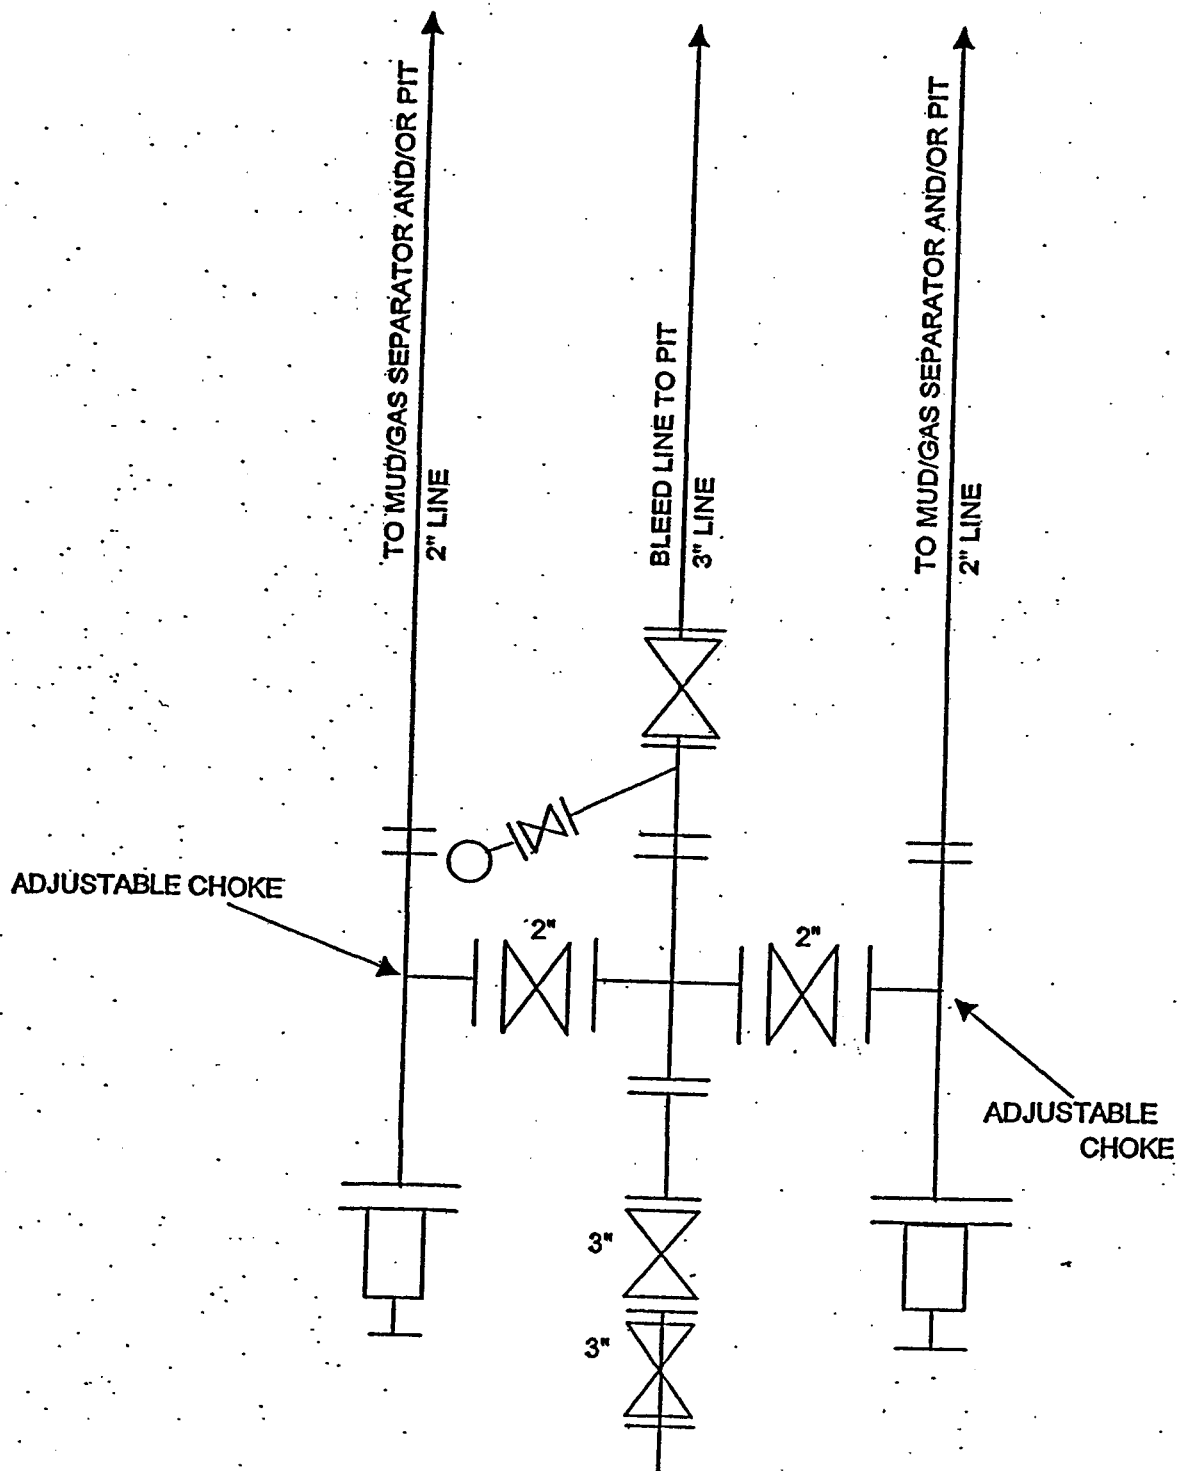 TO MUD/GAS SEPARATOR AND/OR PIT
2" LINE
BLEED LINE TO PIT
3" LINE
TO MUD/GAS SEPARATOR AND/OR PIT
2" LINE
ADJUSTABLE CHOKE
2"
2"
ADJUSTABLE
CHOKE
3"
3"